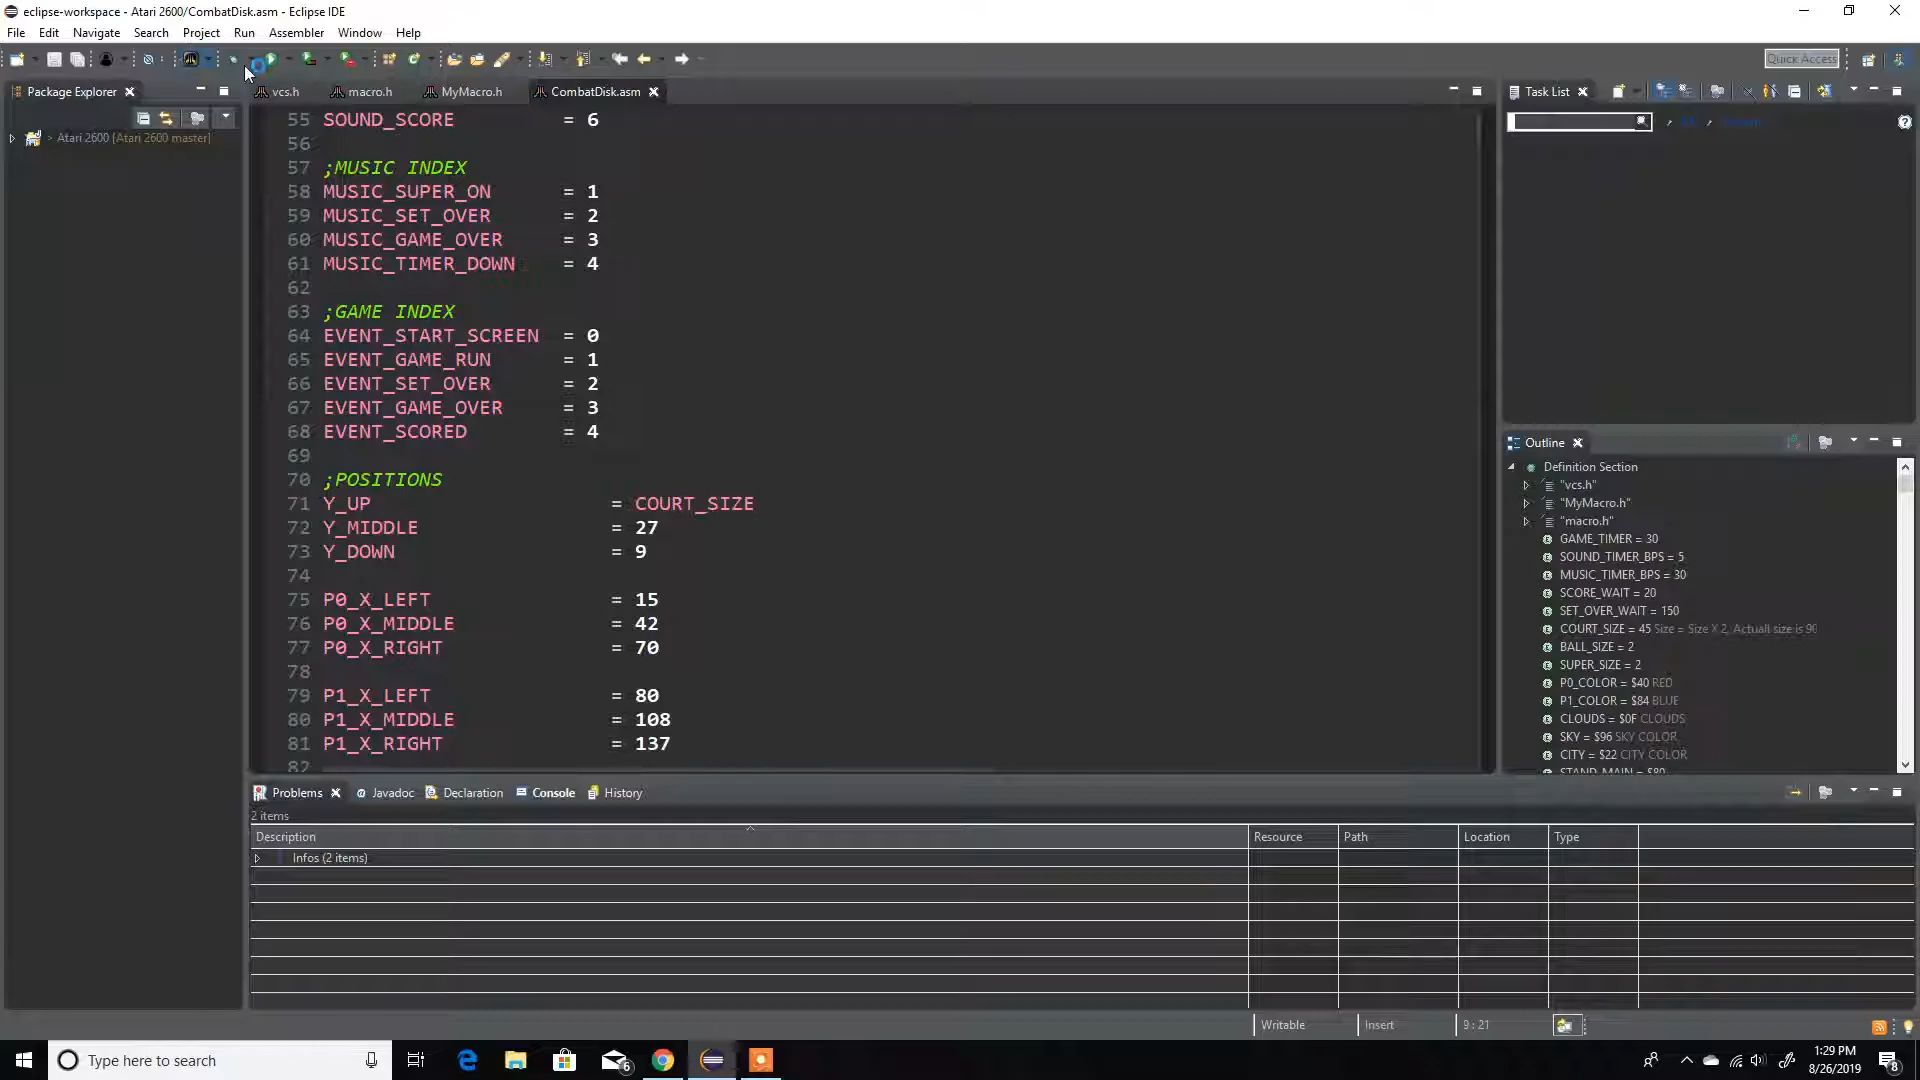 eclipse-workspace - Atari 2600/CombatDisk.asm - Eclipse IDE
File Edit Navigate Search Project Run Assembler Window Help
Quick Access
Package Explorer
vcs.h
macro.h
MyMacro.h
CombatDisk.asm
Task List
> Atari 2600 [Atari 2600 master]
55 SOUND_SCORE = 6
56
57 ;MUSIC INDEX
58 MUSIC_SUPER_ON = 1
59 MUSIC_SET_OVER = 2
60 MUSIC_GAME_OVER = 3
61 MUSIC_TIMER_DOWN = 4
62
63 ;GAME INDEX
64 EVENT_START_SCREEN = 0
65 EVENT_GAME_RUN = 1
66 EVENT_SET_OVER = 2
67 EVENT_GAME_OVER = 3
68 EVENT_SCORED = 4
69
70 ;POSITIONS
71 Y_UP = COURT_SIZE
72 Y_MIDDLE = 27
73 Y_DOWN = 9
74
75 P0_X_LEFT = 15
76 P0_X_MIDDLE = 42
77 P0_X_RIGHT = 70
78
79 P1_X_LEFT = 80
80 P1_X_MIDDLE = 108
81 P1_X_RIGHT = 137
82
Outline
Definition Section
"vcs.h"
"MyMacro.h"
"macro.h"
GAME_TIMER = 30
SOUND_TIMER_BPS = 5
MUSIC_TIMER_BPS = 30
SCORE_WAIT = 20
SET_OVER_WAIT = 150
COURT_SIZE = 45 Size = Size X 2, Actuall size is 90
BALL_SIZE = 2
SUPER_SIZE = 2
P0_COLOR = $40 RED
P1_COLOR = $84 BLUE
CLOUDS = $0F CLOUDS
SKY = $96 SKY COLOR
CITY = $22 CITY COLOR
STAND_MAIN = $80
Problems
Javadoc
Declaration
Console
History
2 items
Description Resource Path Location Type
Infos (2 items)
Writable Insert 9 : 21
Type here to search
6
1:29 PM
8/26/2019
8